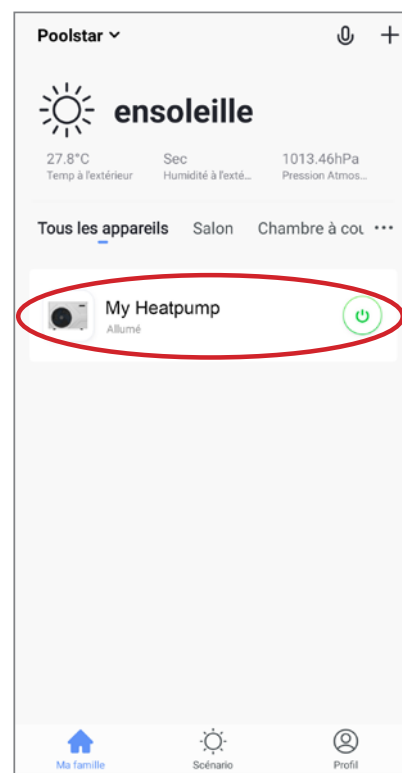 Poolstar
ensoleille
27.8°C Sec 1013.46hPa
Temp à l'extérieur Humidité à l'exté... Pression Atmos...
Tous les appareils Salon Chambre à cou ...
My Heatpump
Allumé
Ma famille Scénario Profil